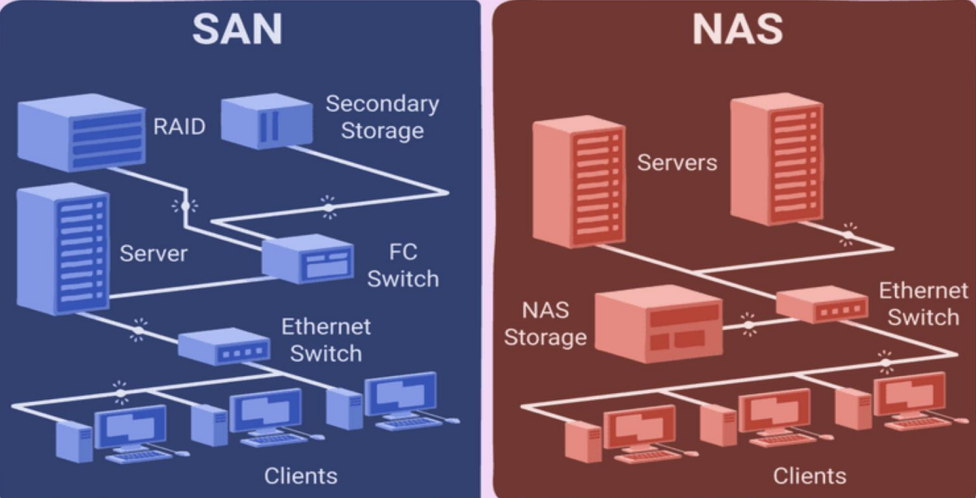 SAN
RAID
Secondary
Storage
Server
FC
Switch
Ethernet
Switch
Clients
NAS
Servers
NAS
Storage
Ethernet
Switch
Clients